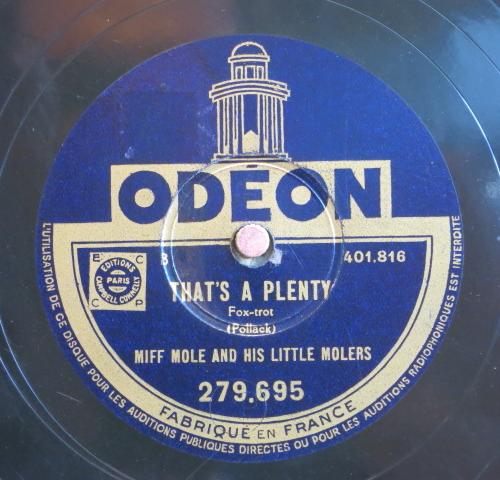 ODEON
E C
EDITIONS
PARIS
CAMPBELL CONNELLY
C P
401.816
THAT'S A PLENTY
Fox-trot
(Pollack)
MIFF MOLE AND HIS LITTLE MOLERS
279.695
FABRIQUÉ EN FRANCE
L'UTILISATION DE CE DISQUE POUR LES AUDITIONS PUBLIQUES DIRECTES OU POUR LES AUDITIONS RADIOPHONIQUES EST INTERDITE